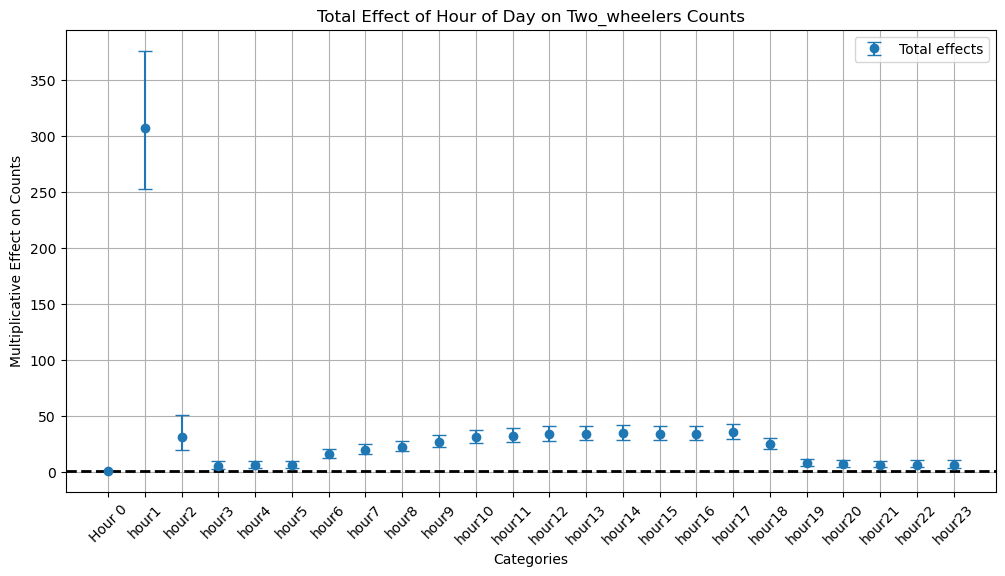 Total Effect of Hour of Day on Two_wheelers Counts
Total effects
Multiplicative Effect on Counts
350
300
250
200
150
100
50
0
Hour 0
hour1
hour2
hour3
hour4
hour5
hour6
hour7
hour8
hour9
hour10
hour11
hour12
hour13
hour14
hour15
hour16
hour17
hour18
hour19
hour20
hour21
hour22
hour23
Categories